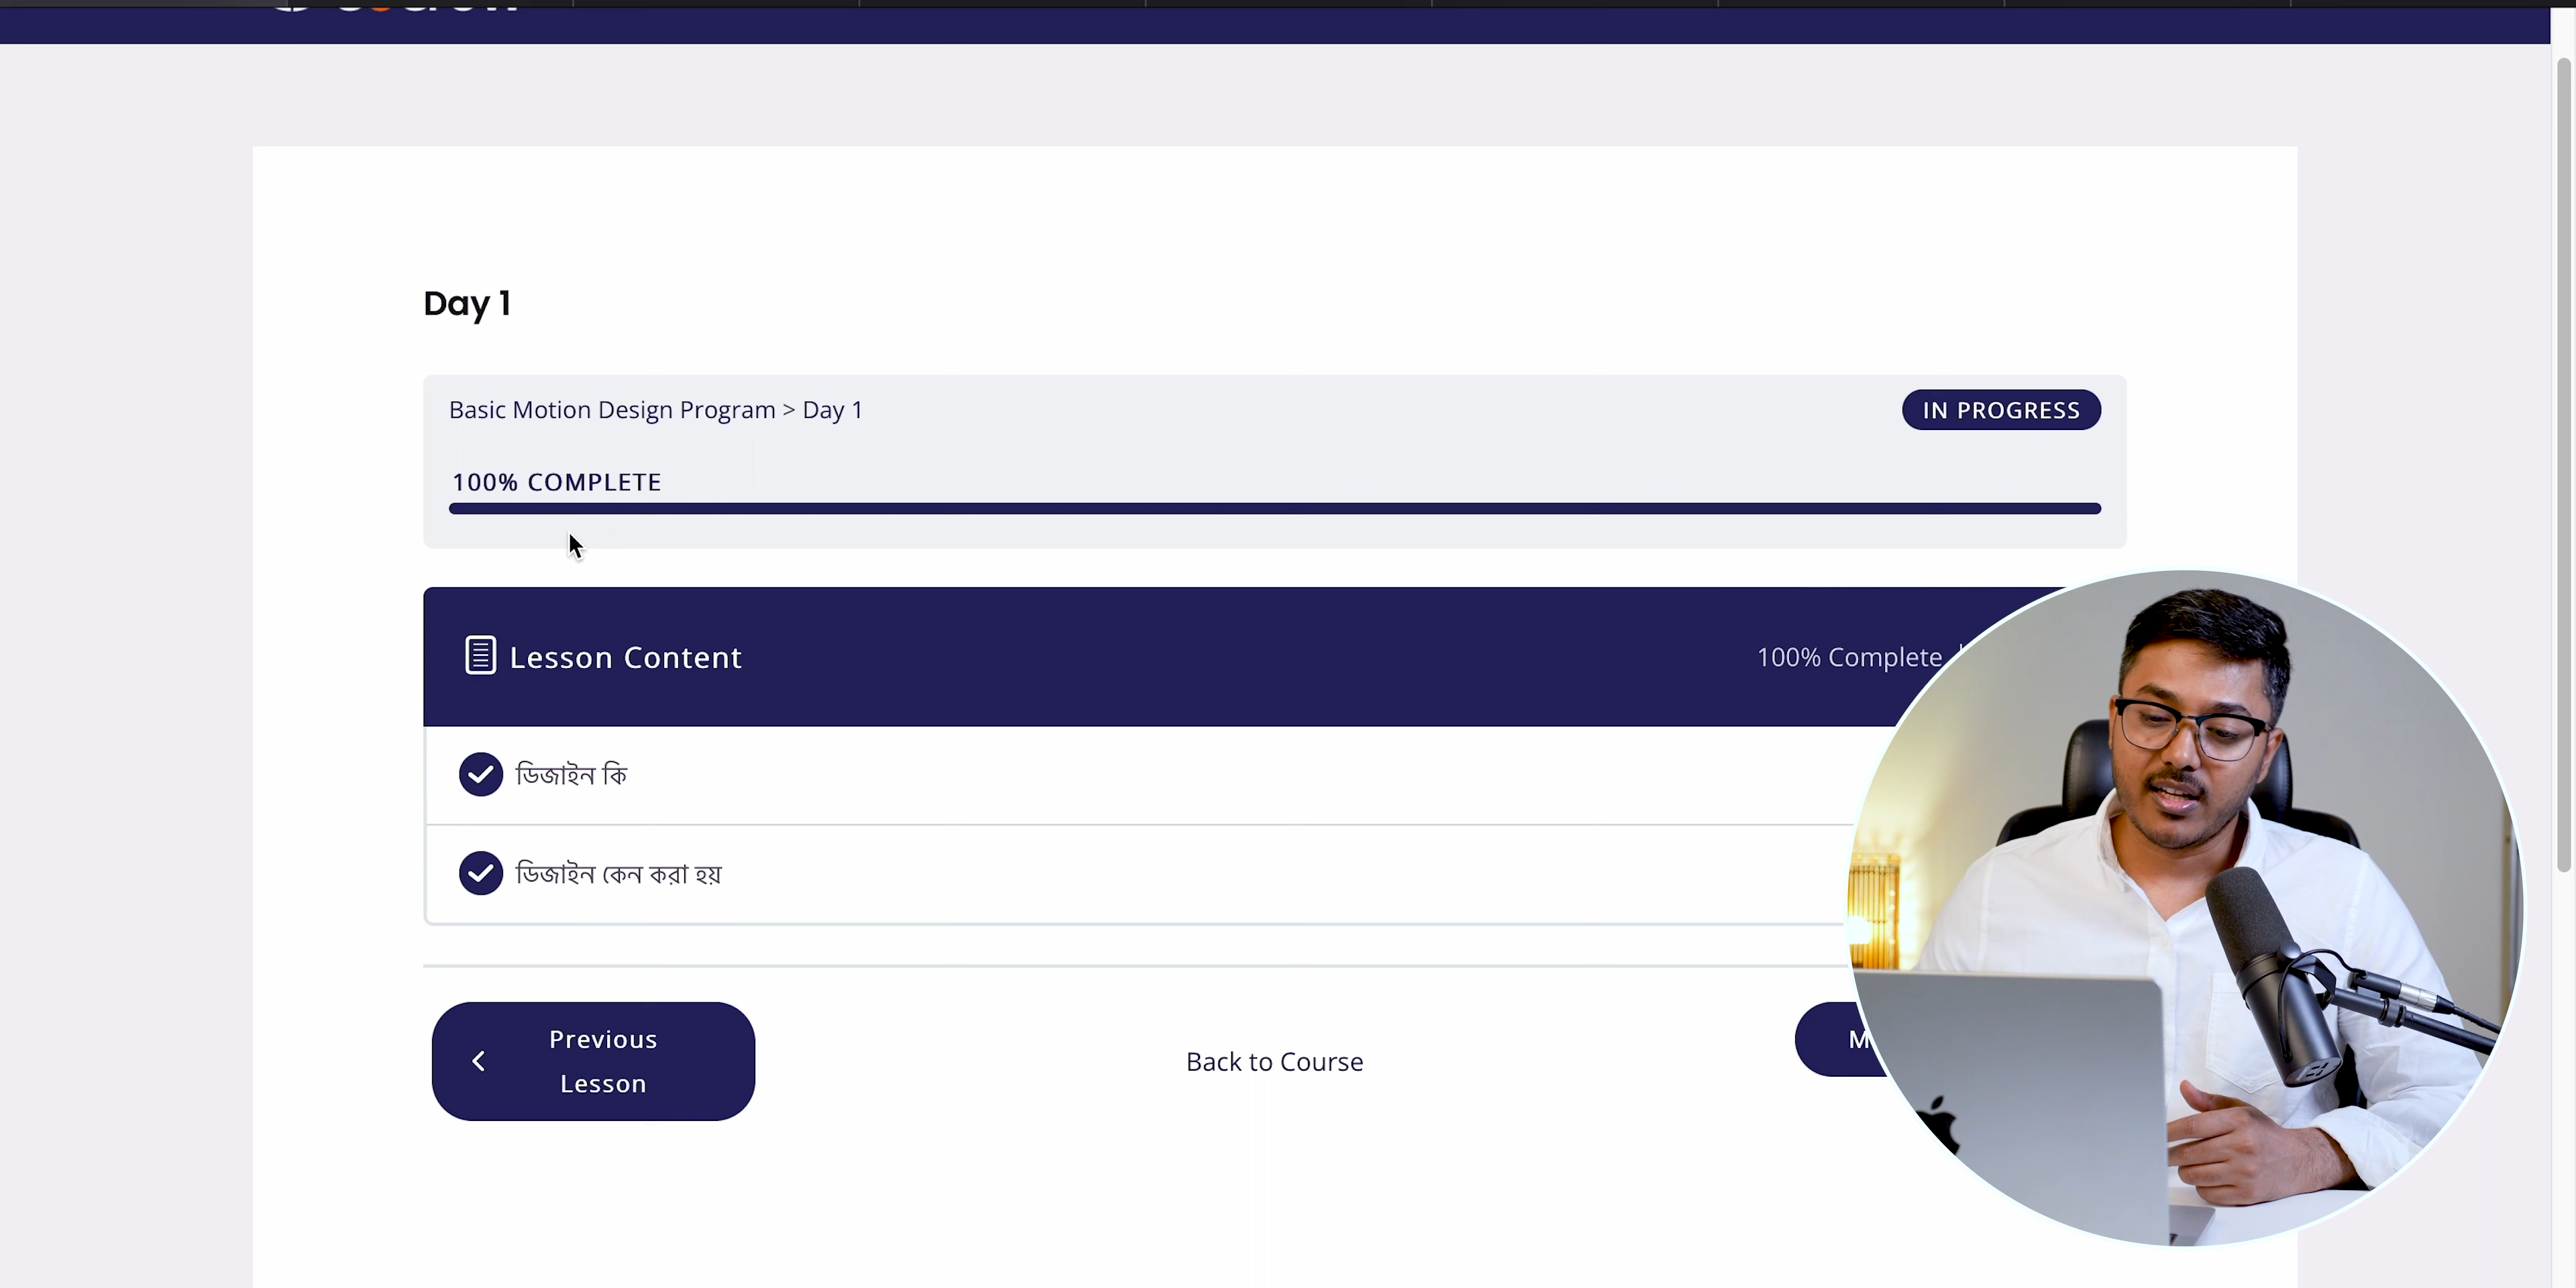 Day 1
Basic Motion Design Program > Day 1
IN PROGRESS
100% COMPLETE
Lesson Content
100% Complete
ডিজাইন কি
ডিজাইন কেন করা হয়
Previous
Lesson
Back to Course